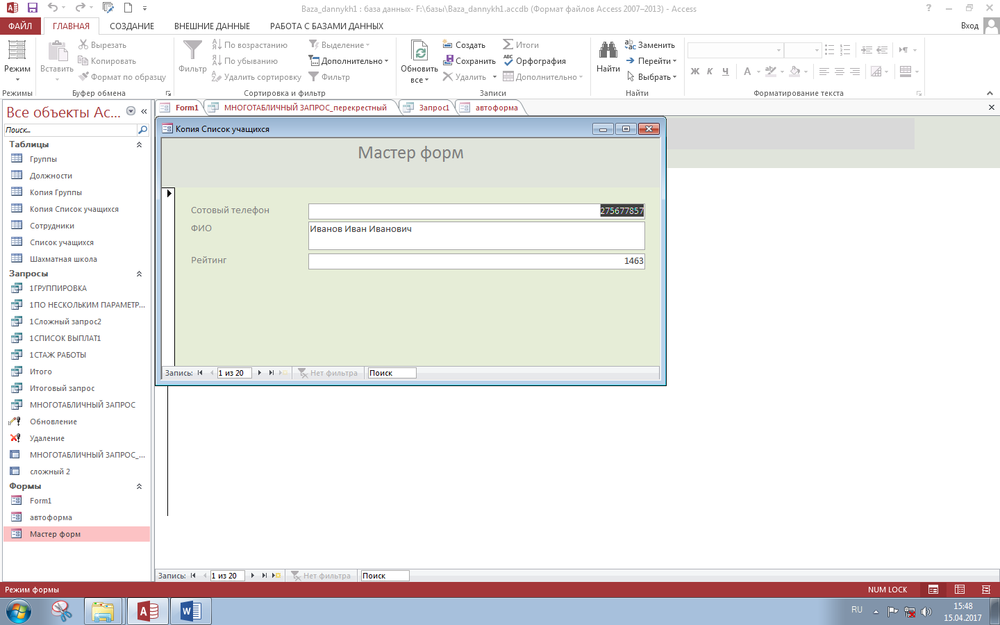 Baza_dannykh1 : база данных- F:\базы\Baza_dannykh1.accdb (Формат файлов Access 2007–2013) - Access
ФАЙЛ ГЛАВНАЯ СОЗДАНИЕ ВНЕШНИЕ ДАННЫЕ РАБОТА С БАЗАМИ ДАННЫХ Вход
Режим
Режимы
Вставить
Вырезать
Копировать
Формат по образцу
Буфер обмена
Фильтр
По возрастанию
По убыванию
Удалить сортировку
Выделение
Дополнительно
Фильтр
Сортировка и фильтр
Обновить
все
Создать
Сохранить
Удалить
Итоги
Орфография
Дополнительно
Записи
Найти
Заменить
Перейти
Выбрать
Найти
Ж К Ч А
Форматирование текста
Все объекты Ac...
Поиск...
Таблицы
Группы
Должности
Копия Группы
Копия Список учащихся
Сотрудники
Список учащихся
Шахматная школа
Запросы
1ГРУППИРОВКА
1ПО НЕСКОЛЬКИМ ПАРАМЕТР...
1Сложный запрос2
1СПИСОК ВЫПЛАТ1
1СТАЖ РАБОТЫ
Итого
Итоговый запрос
МНОГОТАБЛИЧНЫЙ ЗАПРОС
Обновление
Удаление
МНОГОТАБЛИЧНЫЙ ЗАПРОС_...
сложный 2
Формы
Form1
автоформа
Мастер форм
Form1 МНОГОТАБЛИЧНЫЙ ЗАПРОС_перекрестный Запрос1 автоформа
Копия Список учащихся
Мастер форм
Сотовый телефон 275677857
ФИО Иванов Иван Иванович
Рейтинг 1463
Запись: 1 из 20 Нет фильтра Поиск
Запись: 1 из 20 Нет фильтра Поиск
Режим формы NUM LOCK
RU 15:48
15.04.2017